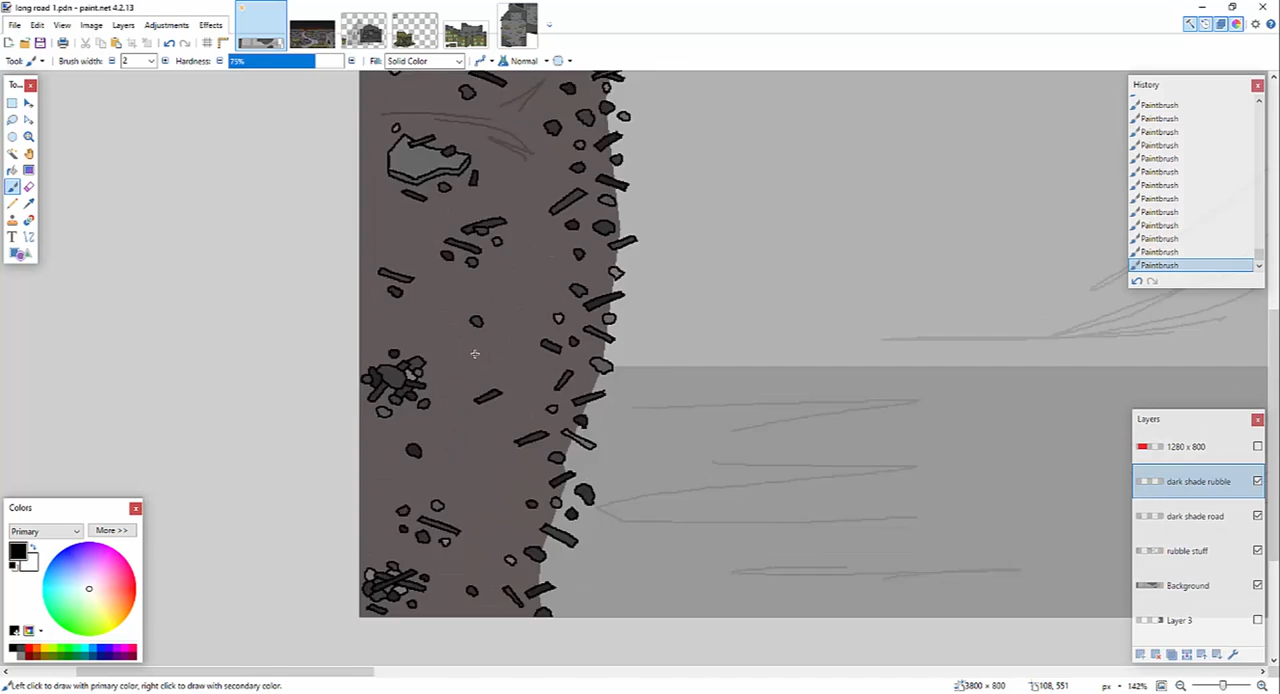 long road 1.pdn - paint.net 4.2.13
File Edit View Image Layers Adjustments Effects
Tool: Brush width: 2 Hardness: 75% Fill: Solid Color Normal
To...
History
Paintbrush
Paintbrush
Paintbrush
Paintbrush
Paintbrush
Paintbrush
Paintbrush
Paintbrush
Paintbrush
Paintbrush
Paintbrush
Paintbrush
Paintbrush
Layers
1280 x 800
dark shade rubble
dark shade road
rubble stuff
Background
Layer 3
Colors
Primary More >>
Left click to draw with primary color, right click to draw with secondary color. 3800 × 800 108, 551 px 142%